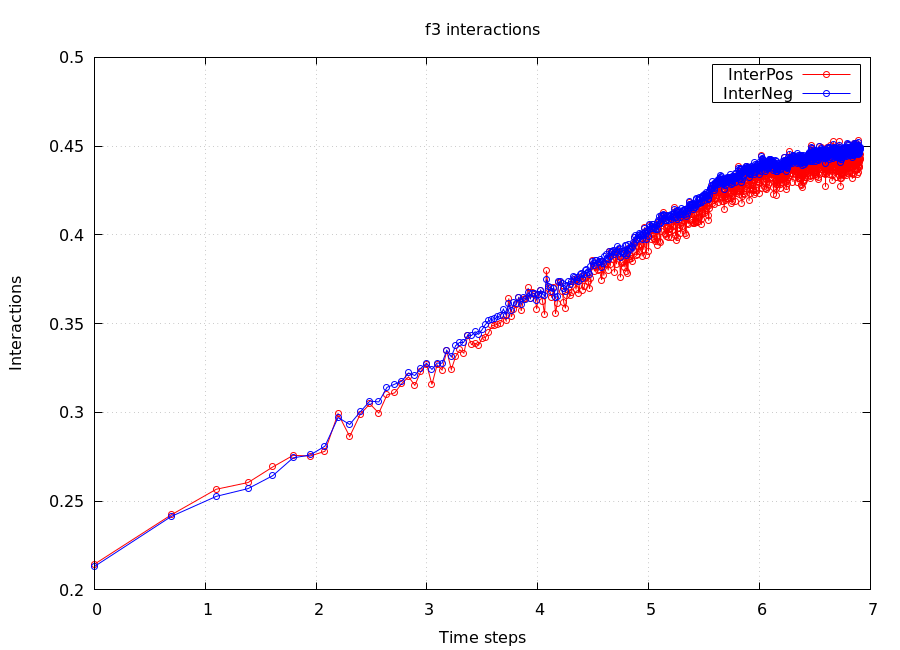 f3 interactions
InterPos
InterNeg
Interactions
0.5
0.45
0.4
0.35
0.3
0.25
0.2
0 1 2 3 4 5 6 7
Time steps